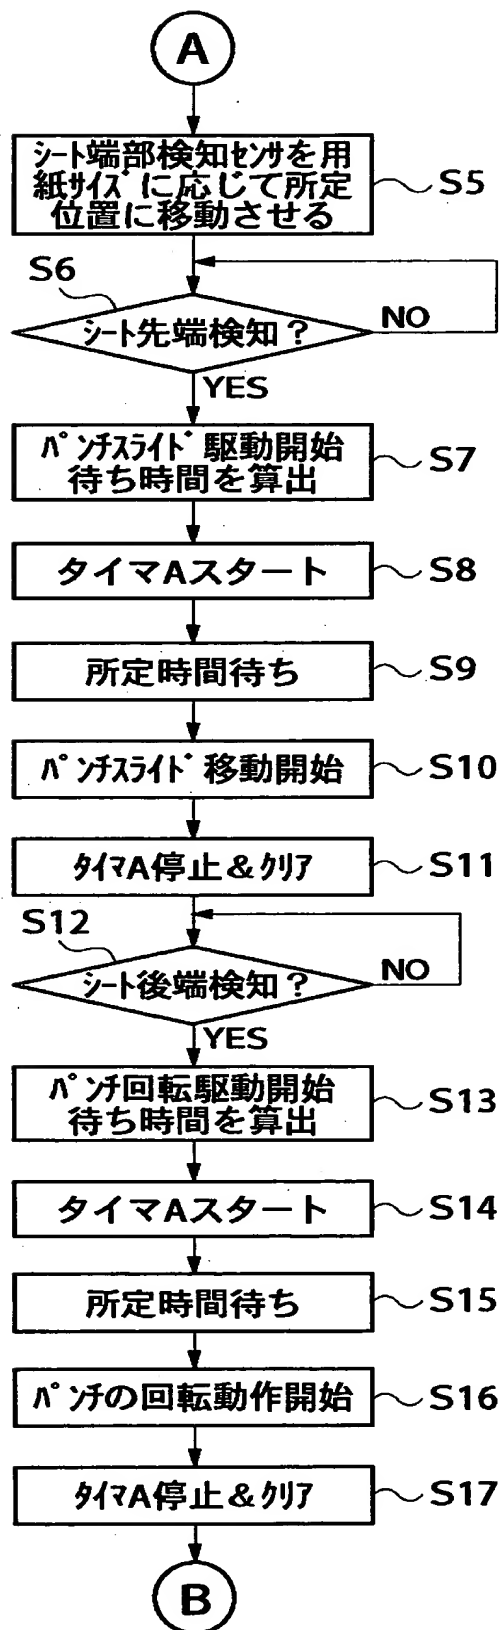 A
ｼｰﾄ端部検知ｾﾝｻを用
紙ｻｲｽﾞに応じて所定
位置に移動させる
S5
S6
ｼｰﾄ先端検知？
NO
YES
ﾊﾟﾝﾁｽﾗｲﾄﾞ駆動開始
待ち時間を算出
S7
タイマAスタート
S8
所定時間待ち
S9
ﾊﾟﾝﾁｽﾗｲﾄﾞ移動開始
S10
ﾀｲﾏA停止＆ｸﾘｱ
S11
S12
ｼｰﾄ後端検知？
NO
YES
ﾊﾟﾝﾁ回転駆動開始
待ち時間を算出
S13
タイマAスタート
S14
所定時間待ち
S15
ﾊﾟﾝﾁの回転動作開始
S16
ﾀｲﾏA停止＆ｸﾘｱ
S17
B